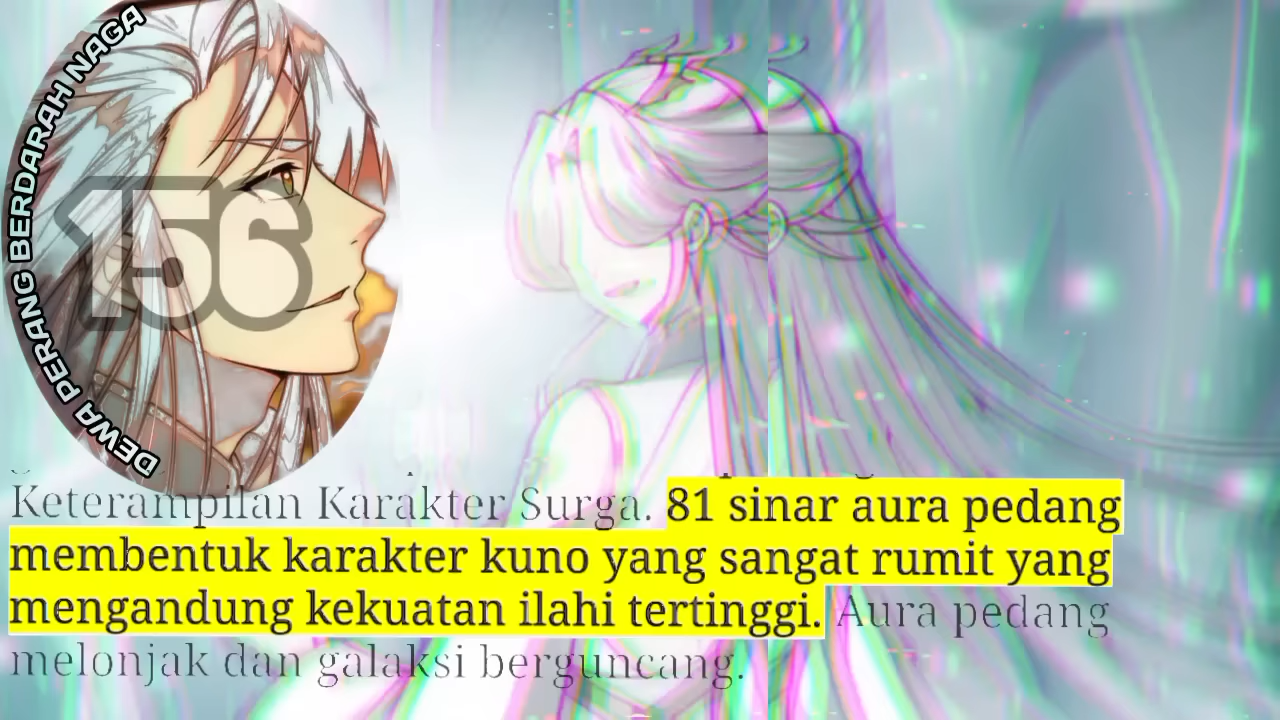 DEWA PERANG BERDARAH NAGA
156
Keterampilan Karakter Surga. 81 sinar aura pedang
membentuk karakter kuno yang sangat rumit yang
mengandung kekuatan ilahi tertinggi. Aura pedang
melonjak dan galaksi berguncang.